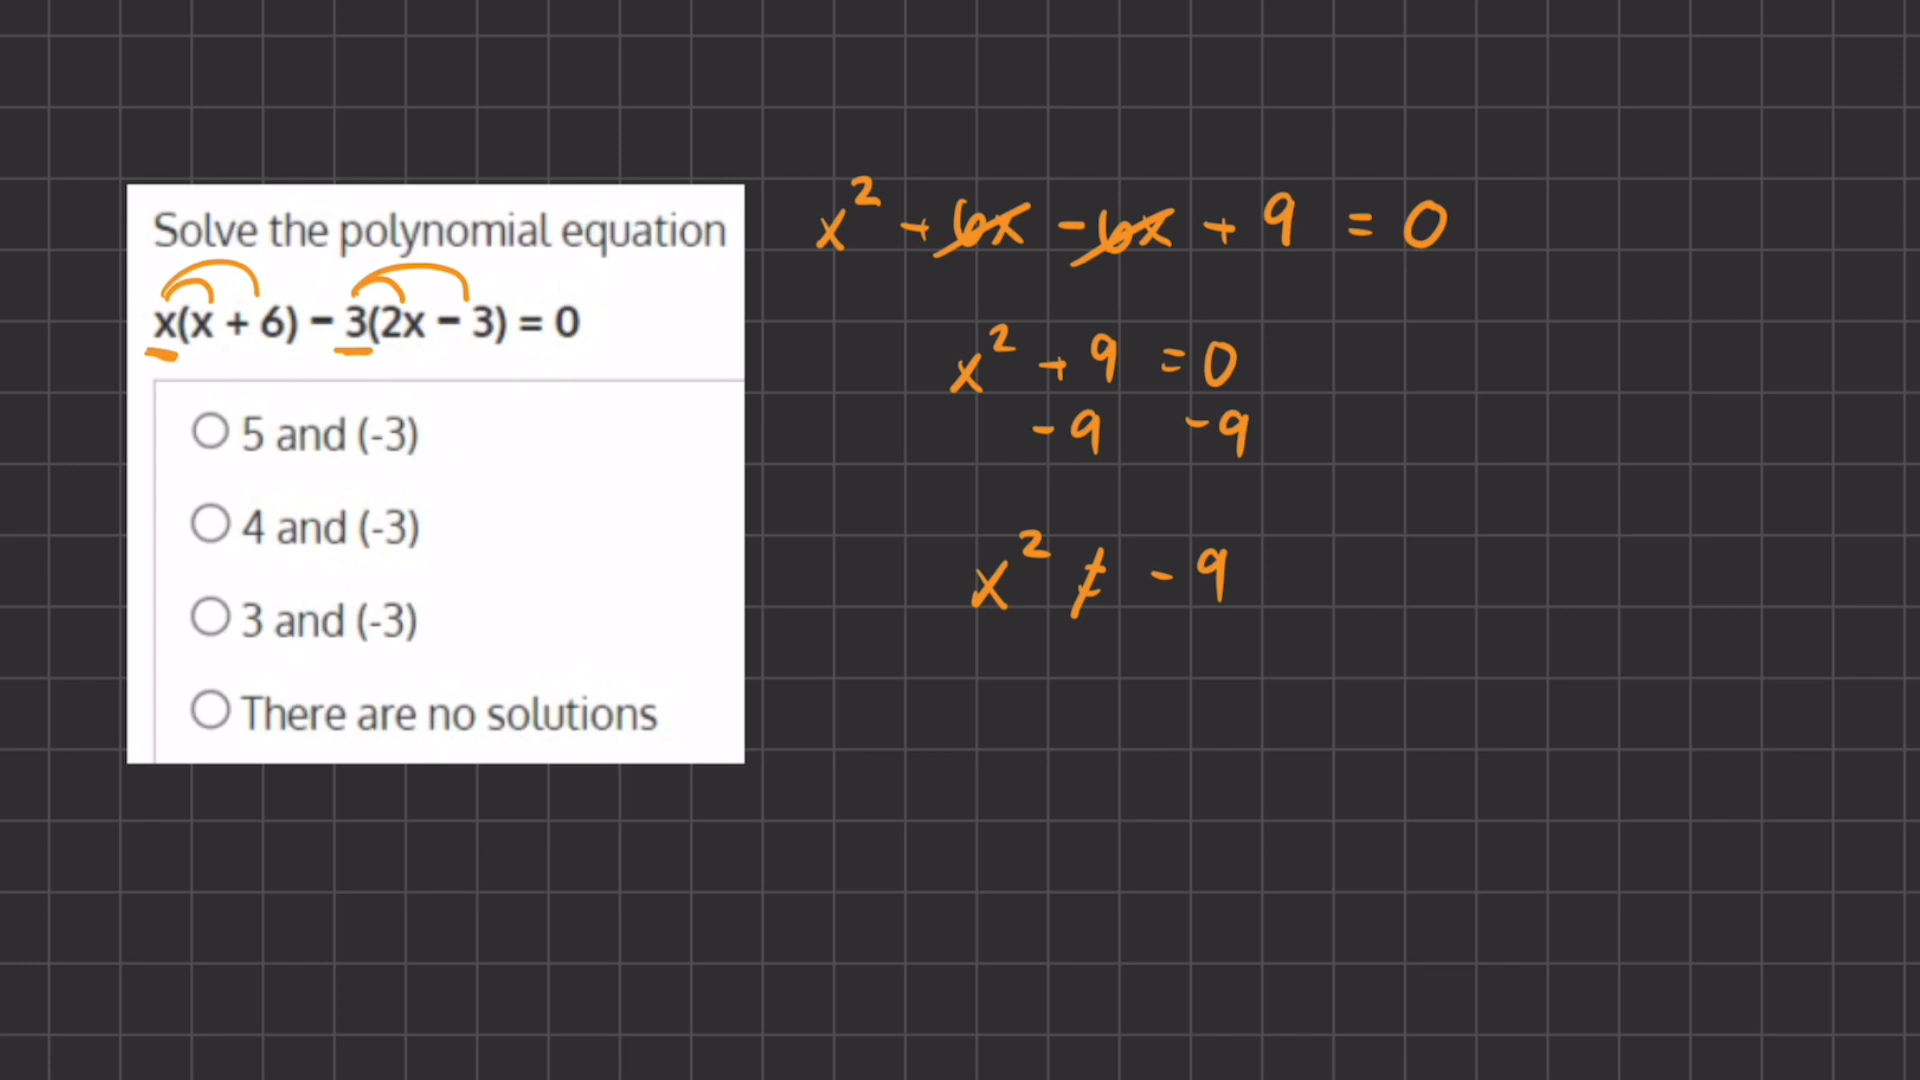 Solve the polynomial equation
x(x + 6) − 3(2x − 3) = 0
5 and (-3)
4 and (-3)
3 and (-3)
There are no solutions
x² + 6x - 6x + 9 = 0
x² + 9 = 0
-9 -9
x² ≠ -9